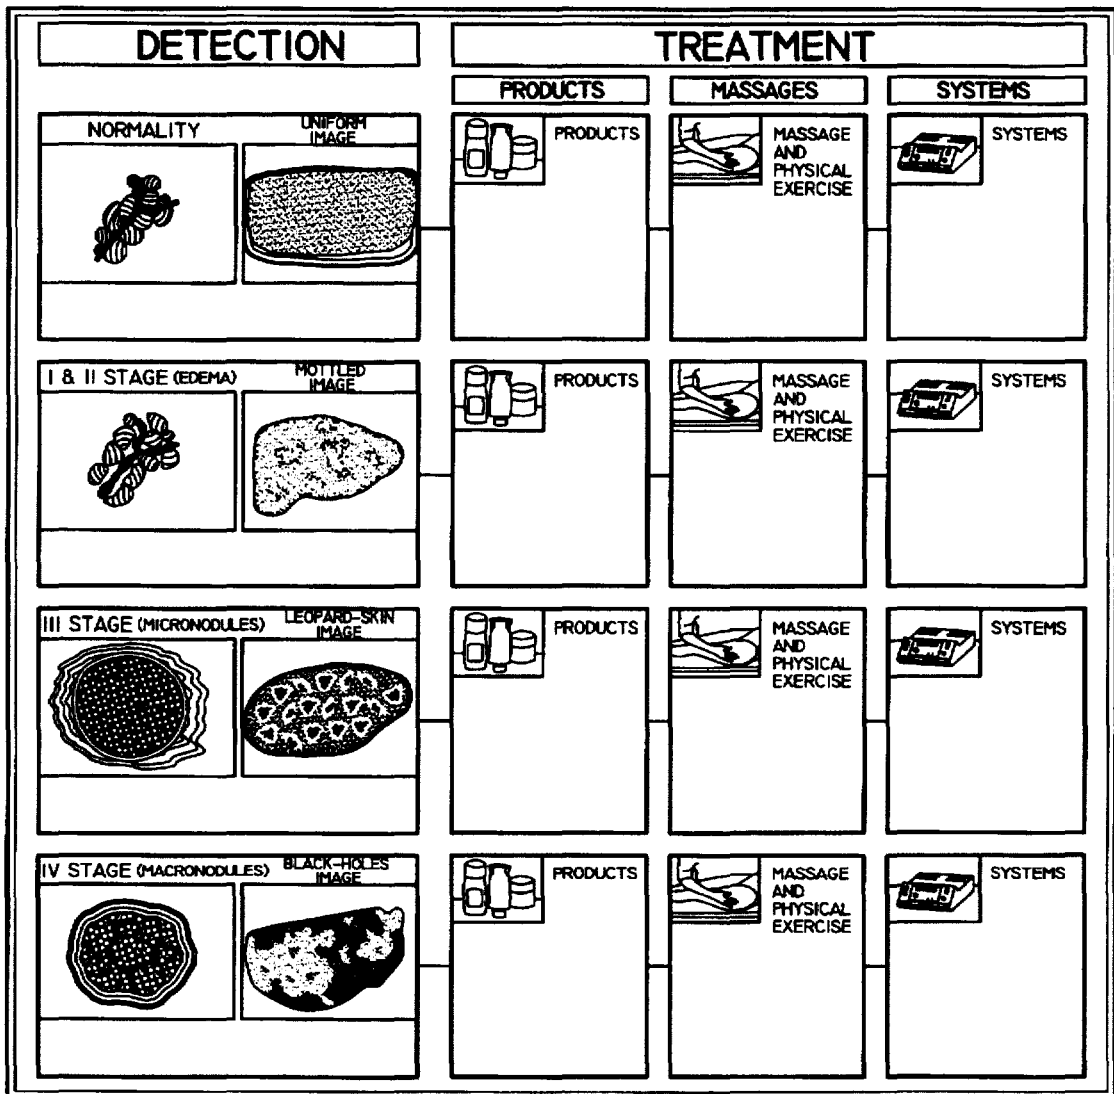 DETECTION
TREATMENT
PRODUCTS
MASSAGES
SYSTEMS
NORMALITY
UNIFORM
IMAGE
PRODUCTS
MASSAGE
AND
PHYSICAL
EXERCISE
SYSTEMS
I & II STAGE (EDEMA)
MOTTLED
IMAGE
PRODUCTS
MASSAGE
AND
PHYSICAL
EXERCISE
SYSTEMS
III STAGE (MICRONODULES)
LEOPARD-SKIN
IMAGE
PRODUCTS
MASSAGE
AND
PHYSICAL
EXERCISE
SYSTEMS
IV STAGE (MACRONODULES)
BLACK-HOLES
IMAGE
PRODUCTS
MASSAGE
AND
PHYSICAL
EXERCISE
SYSTEMS